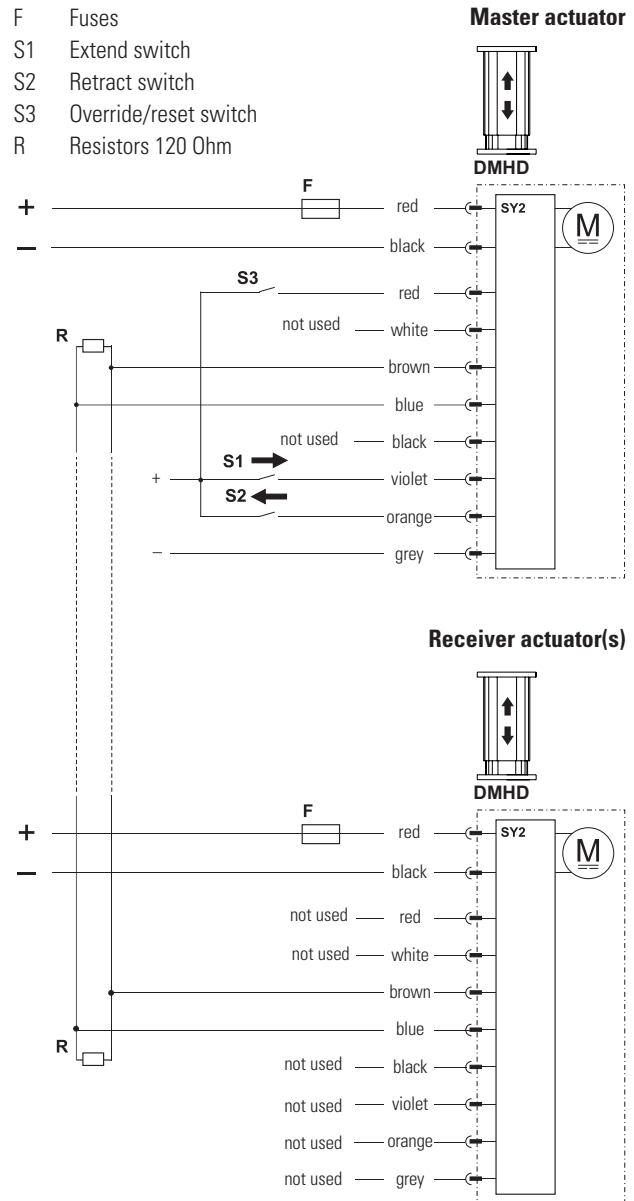 F Fuses
S1 Extend switch
S2 Retract switch
S3 Override/reset switch
R Resistors 120 Ohm
Master actuator
DMHD
F
+ red SY2 M
— black
S3
red
not used white
R
brown
blue
not used black
S1
+ violet
S2
orange
– grey
Receiver actuator(s)
DMHD
F
+ red SY2 M
— black
not used red
not used white
brown
blue
R
not used black
not used violet
not used orange
not used grey